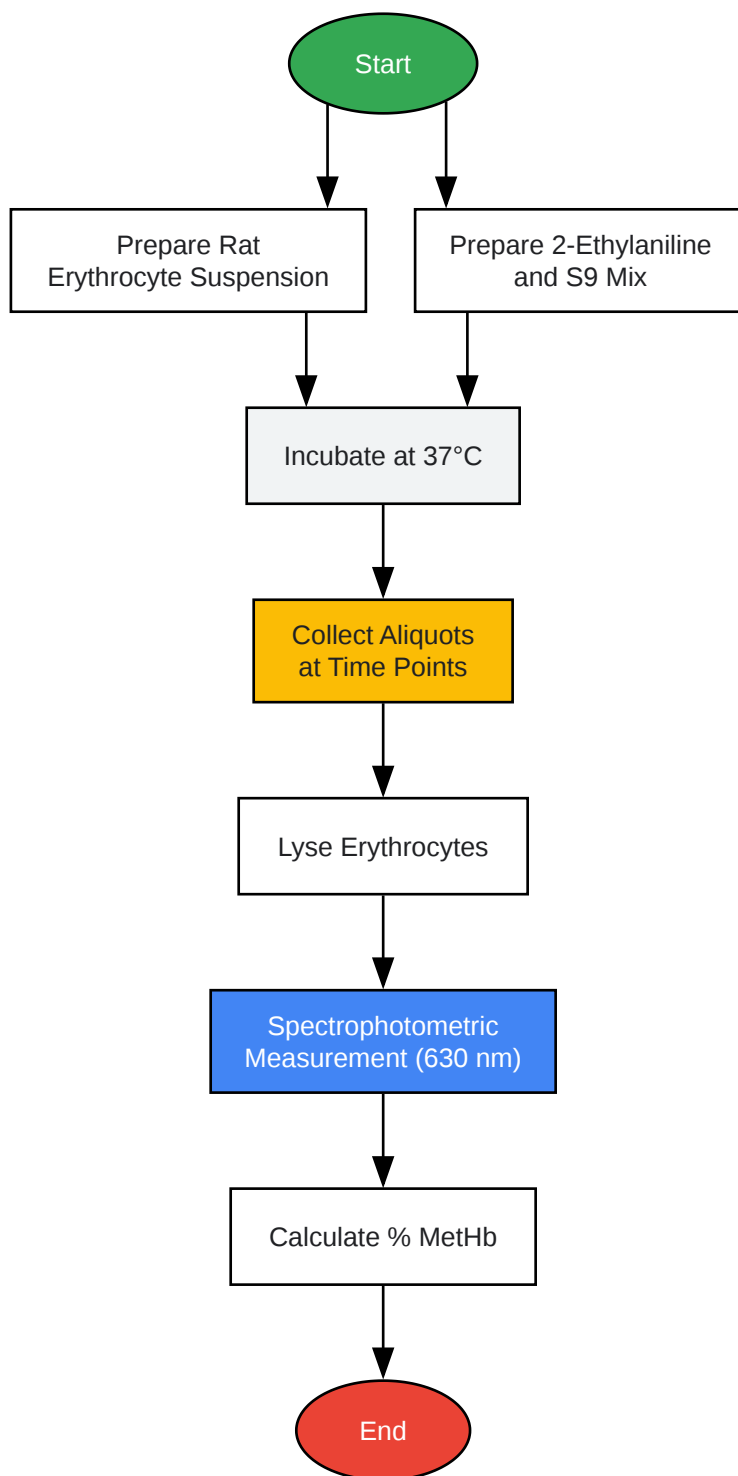 Start
Prepare Rat
Erythrocyte Suspension
Prepare 2-Ethylaniline
and S9 Mix
Incubate at 37°C
Collect Aliquots
at Time Points
Lyse Erythrocytes
Spectrophotometric
Measurement (630 nm)
Calculate % MetHb
End